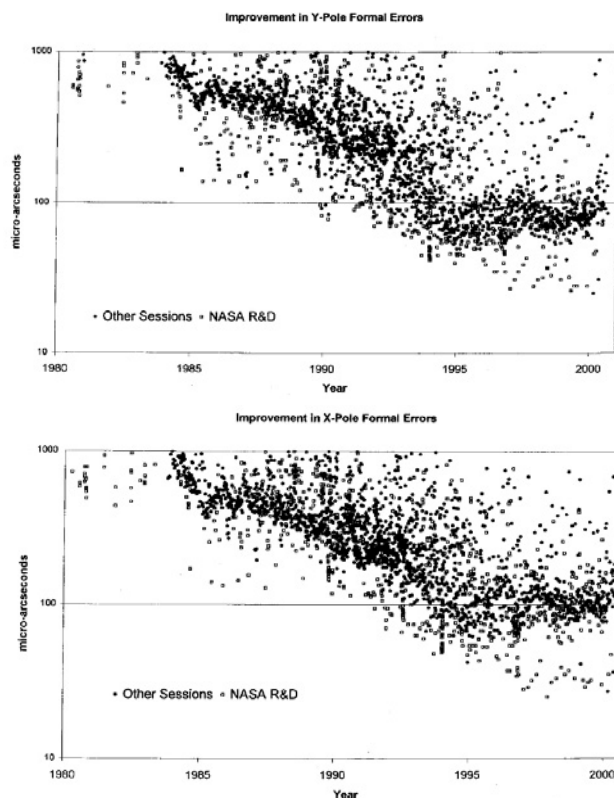 Improvement in Y-Pole Formal Errors
1000
100
10
micro-arcseconds
Other Sessions NASA R&D
1980 1985 1990 1995 2000
Year
Improvement in X-Pole Formal Errors
1000
100
10
micro-arcseconds
Other Sessions NASA R&D
1980 1985 1990 1995 2000
Year